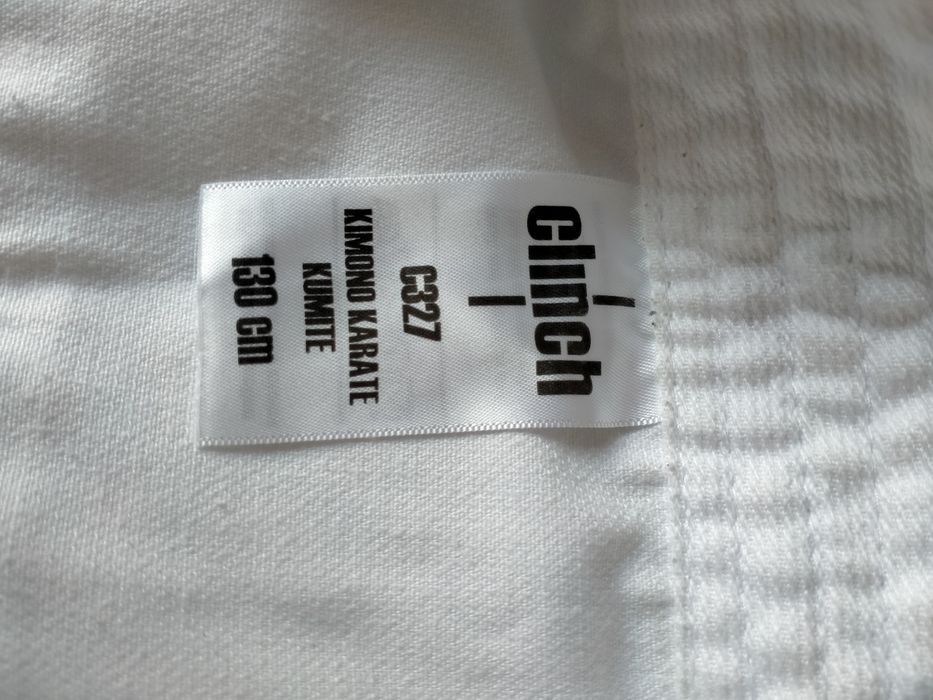 clinch
C327
KIMONO KARATE
KUMITE
130 cm